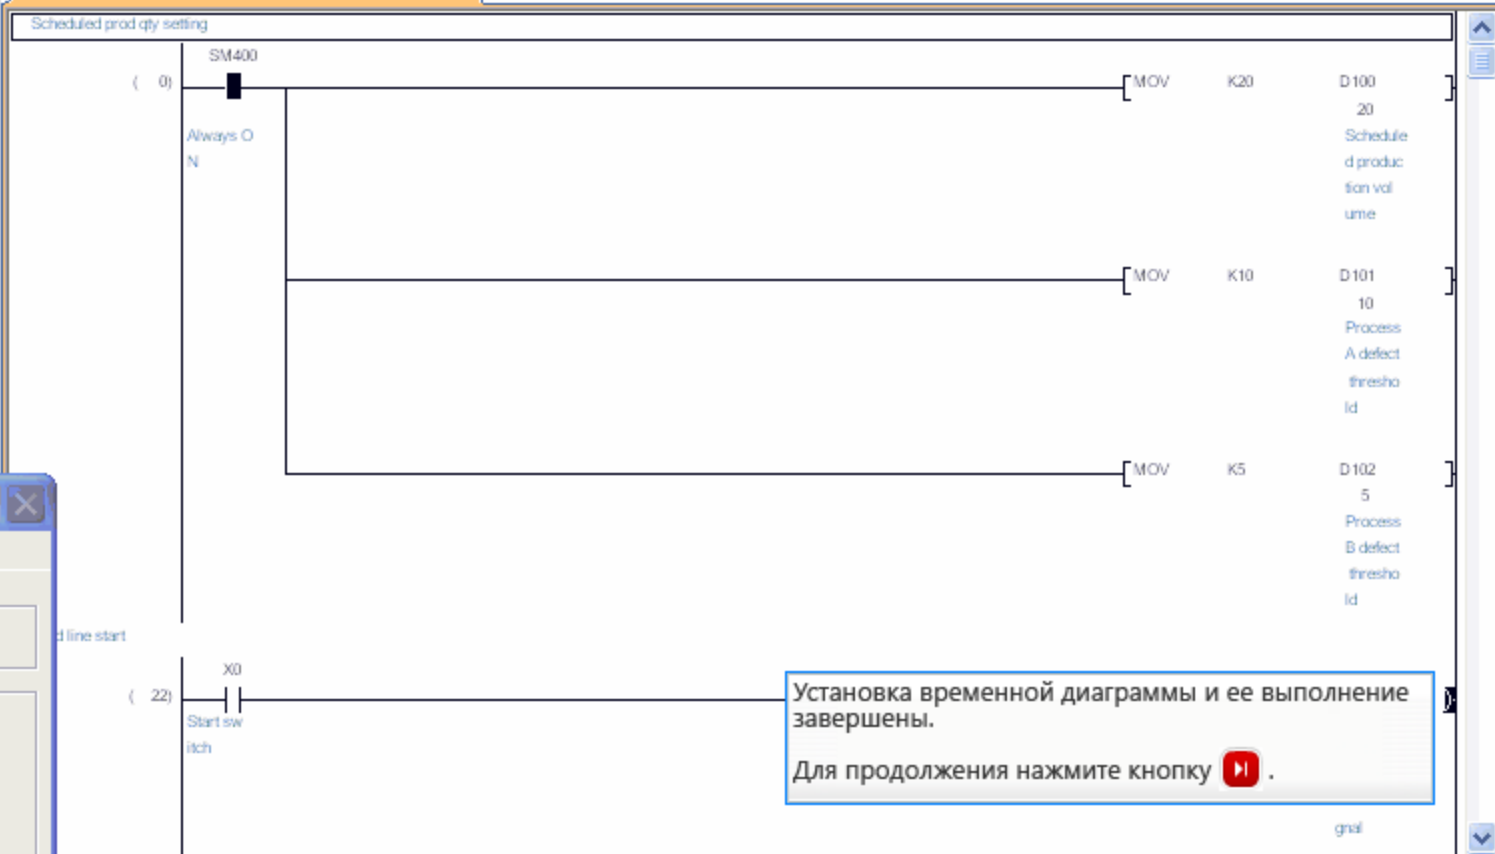 Scheduled prod qty setting
SM400
( 0)
MOV K20 D100
20
Always O
N
Schedule
d produc
tion vol
ume
MOV K10 D101
10
Process
A defect
thresho
ld
MOV K5 D102
5
Process
B defect
thresho
ld
d line start
X0
( 22)
Start sw
itch
Установка временной диаграммы и ее выполнение
завершены.
Для продолжения нажмите кнопку .
gnal